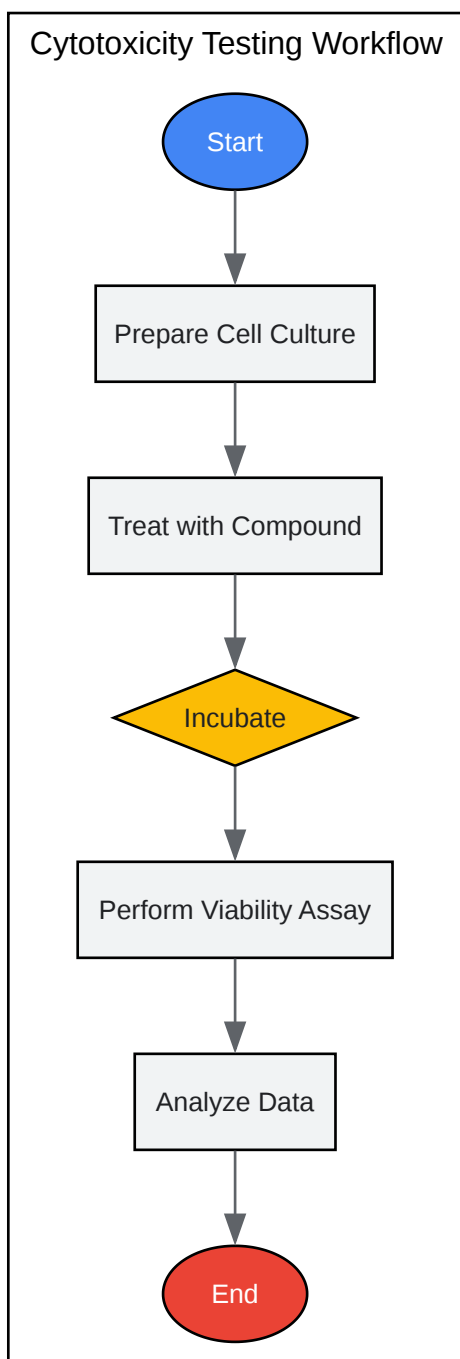 Cytotoxicity Testing Workflow
Start
Prepare Cell Culture
Treat with Compound
Incubate
Perform Viability Assay
Analyze Data
End